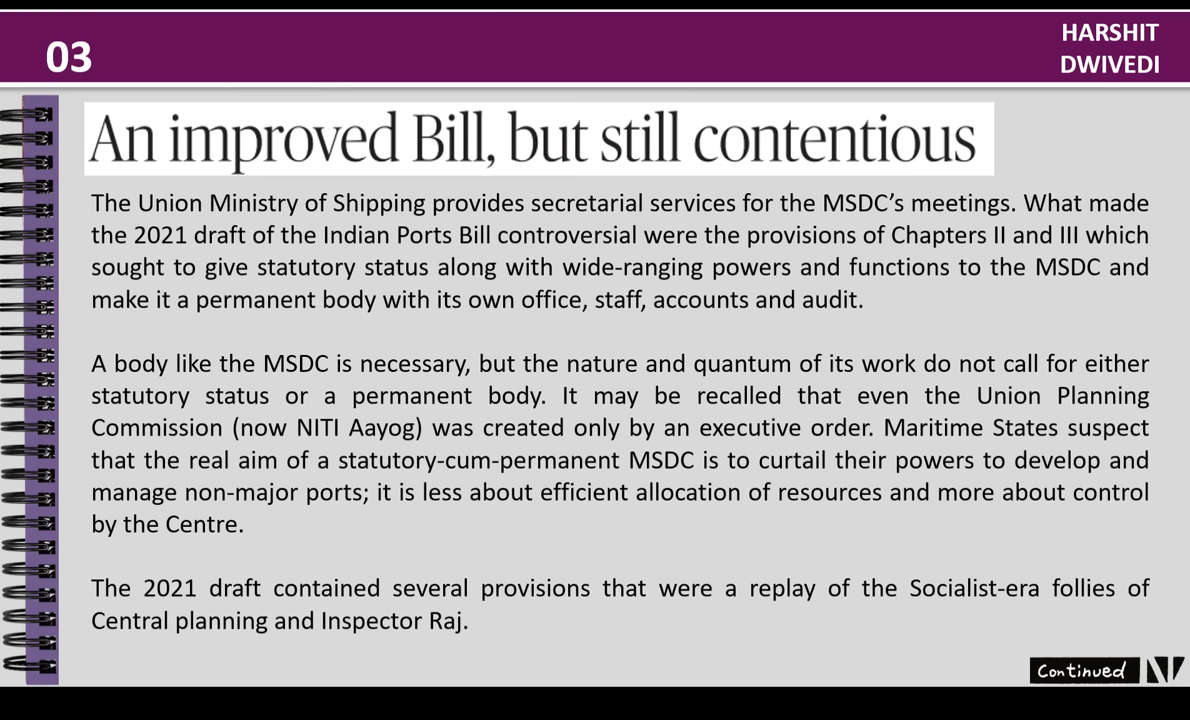 03
HARSHIT
DWIVEDI
An improved Bill, but still contentious
The Union Ministry of Shipping provides secretarial services for the MSDC’s meetings. What made
the 2021 draft of the Indian Ports Bill controversial were the provisions of Chapters II and III which
sought to give statutory status along with wide-ranging powers and functions to the MSDC and
make it a permanent body with its own office, staff, accounts and audit.
A body like the MSDC is necessary, but the nature and quantum of its work do not call for either
statutory status or a permanent body. It may be recalled that even the Union Planning
Commission (now NITI Aayog) was created only by an executive order. Maritime States suspect
that the real aim of a statutory-cum-permanent MSDC is to curtail their powers to develop and
manage non-major ports; it is less about efficient allocation of resources and more about control
by the Centre.
The 2021 draft contained several provisions that were a replay of the Socialist-era follies of
Central planning and Inspector Raj.
Continued